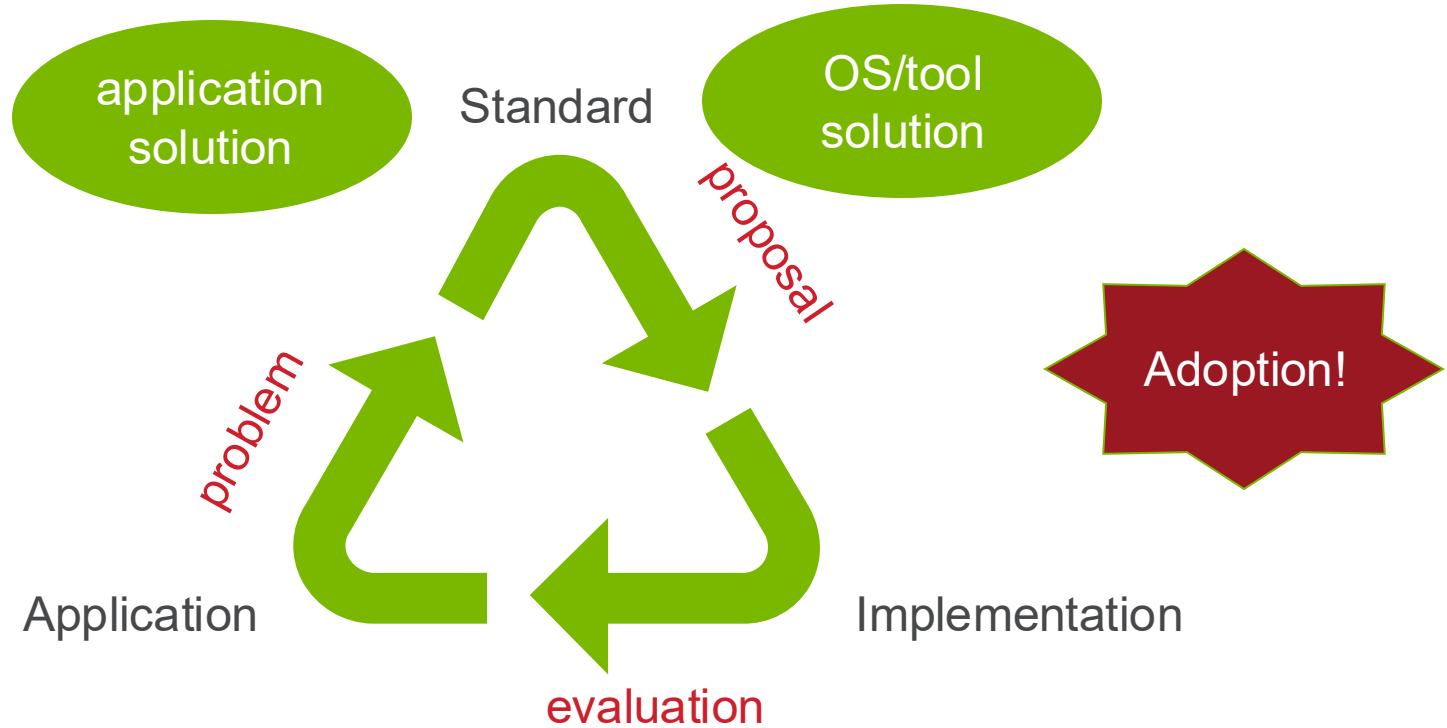 application
solution
Standard
OS/tool
solution
proposal
Adoption!
problem
Application
Implementation
evaluation